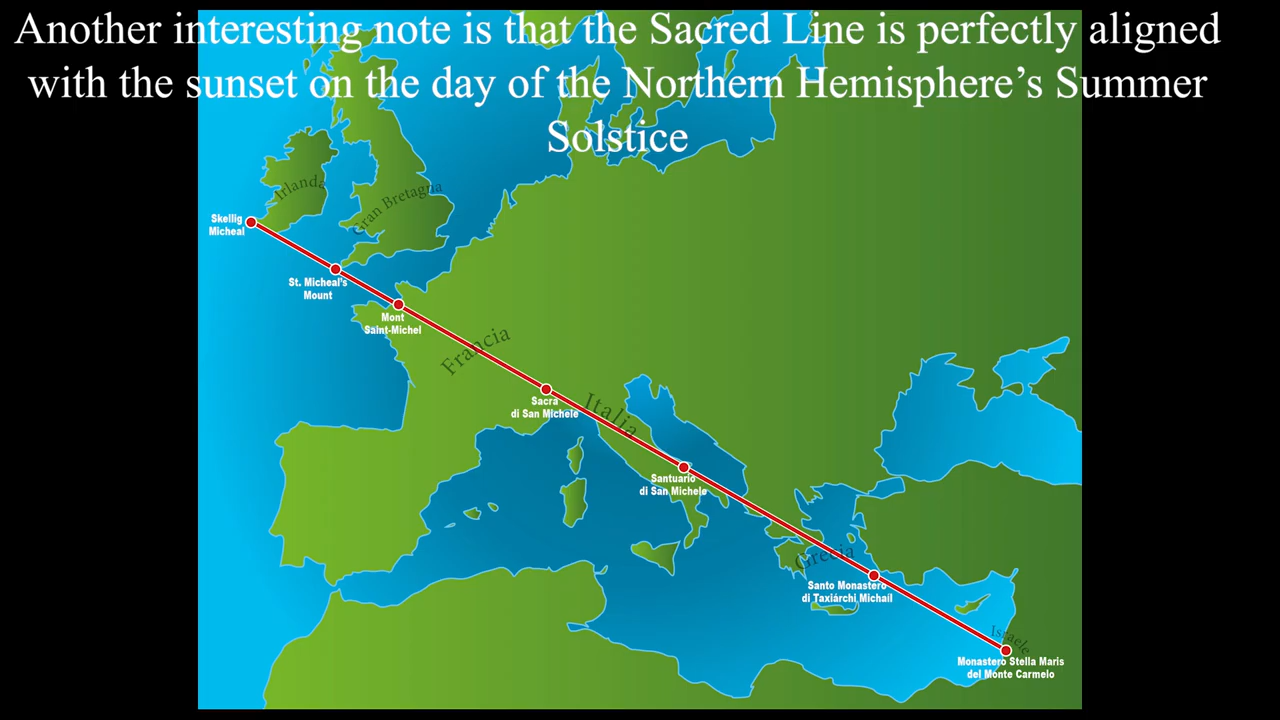 Another interesting note is that the Sacred Line is perfectly aligned
with the sunset on the day of the Northern Hemisphere’s Summer
Solstice
Irlanda
Gran Bretagna
Skellig
Micheal
St. Micheal's
Mount
Mont
Saint-Michel
Francia
Sacra
di San Michele
Italia
Santuario
di San Michele
Grecia
Santo Monastero
di Taxiárchi Michaíl
Israele
Monastero Stella Maris
del Monte Carmelo